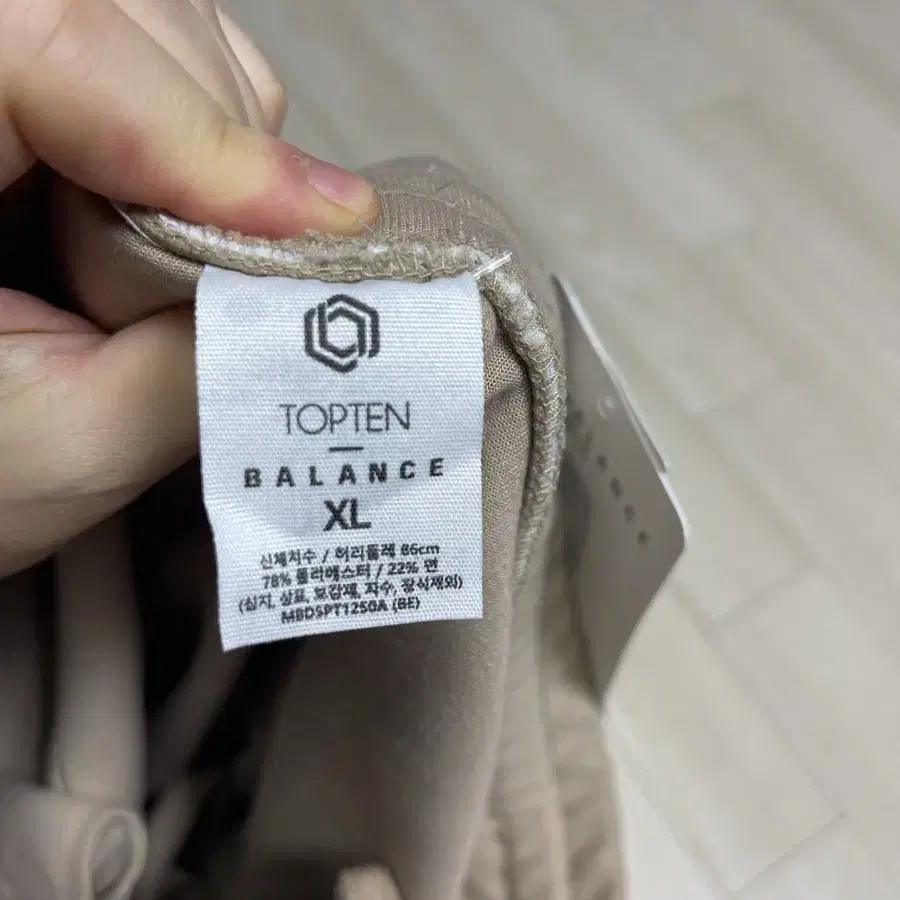 TOPTEN
BALANCE
XL
신체치수 / 허리둘레 86cm
78% 폴리에스터 / 22% 면
(심지, 상표, 보강재, 자수, 장식제외)
MBD5PT1250A (BE)